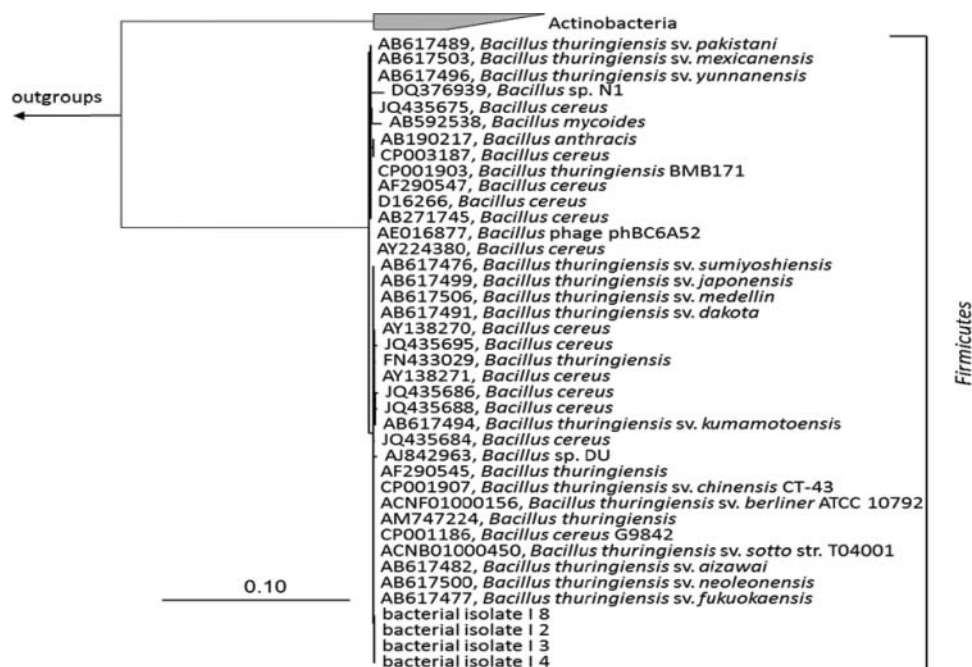 Actinobacteria
AB617489, Bacillus thuringiensis sv. pakistani
AB617503, Bacillus thuringiensis sv. mexicanensis
AB617496, Bacillus thuringiensis sv. yunnanensis
DQ376939, Bacillus sp. N1
outgroups
JQ435675, Bacillus cereus
AB592538, Bacillus mycoides
AB190217, Bacillus anthracis
CP003187, Bacillus cereus
CP001903, Bacillus thuringiensis BMB171
AF290547, Bacillus cereus
D16266, Bacillus cereus
AB271745, Bacillus cereus
AE016877, Bacillus phage phBC6A52
AY224380, Bacillus cereus
AB617476, Bacillus thuringiensis sv. sumiyoshiensis
AB617499, Bacillus thuringiensis sv. japonensis
AB617506, Bacillus thuringiensis sv. medellin
AB617491, Bacillus thuringiensis sv. dakota
AY138270, Bacillus cereus
JQ435695, Bacillus cereus
FN433029, Bacillus thuringiensis
AY138271, Bacillus cereus
JQ435686, Bacillus cereus
JQ435688, Bacillus cereus
AB617494, Bacillus thuringiensis sv. kumamotoensis
JQ435684, Bacillus cereus
AJ842963, Bacillus sp. DU
AF290545, Bacillus thuringiensis
CP001907, Bacillus thuringiensis sv. chinensis CT-43
ACNF01000156, Bacillus thuringiensis sv. berliner ATCC 10792
AM747224, Bacillus thuringiensis
CP001186, Bacillus cereus G9842
ACNB01000450, Bacillus thuringiensis sv. sotto str. T04001
AB617482, Bacillus thuringiensis sv. aizawai
AB617500, Bacillus thuringiensis sv. neoleonensis
AB617477, Bacillus thuringiensis sv. fukuokaensis
bacterial isolate I 8
bacterial isolate I 2
bacterial isolate I 3
bacterial isolate I 4
0.10
Firmicutes